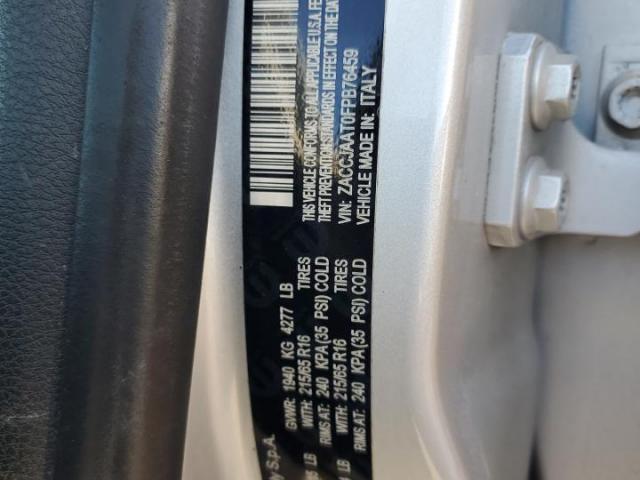 y S.p.A.
GVWR: 1940 KG 4277 LB
LB WITH: 215/65 R16 TIRES
RIMS AT: 240 KPA (35 PSI) COLD
LB WITH: 215/65 R16 TIRES
RIMS AT: 240 KPA (35 PSI) COLD
THIS VEHICLE CONFORMS TO ALL APPLICABLE U.S.A. FE
THEFT PREVENTION STANDARDS IN EFFECT ON THE DA
VIN: ZACCJAAT0FPB76459
VEHICLE MADE IN: ITALY